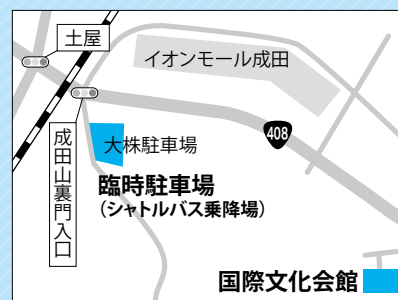 土屋
イオンモール成田
408
成田山裏門入口
大株駐車場
臨時駐車場
（シャトルバス乗降場）
国際文化会館